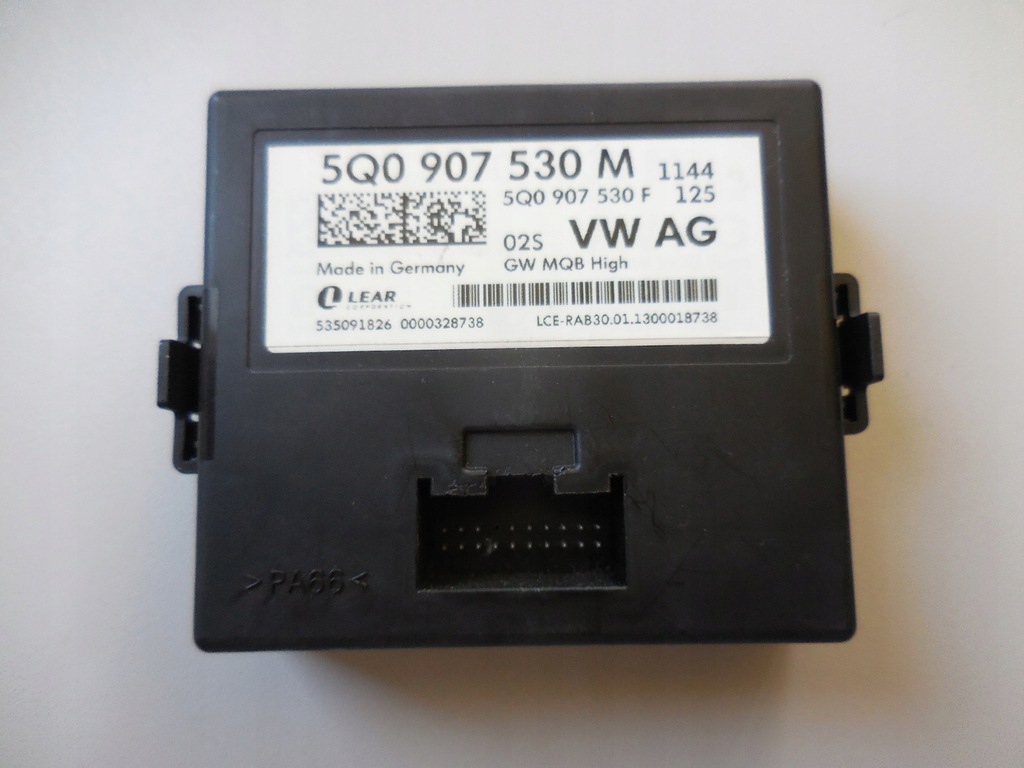 5Q0 907 530 M 1144
5Q0 907 530 F 125
02S VW AG
Made in Germany GW MQB High
LEAR
CORPORATION
535091826 0000328738 LCE-RAB30.01.1300018738
>PA66<